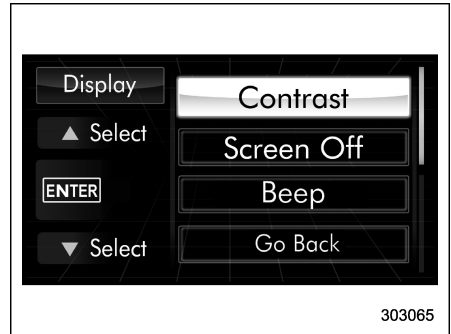 Display
▲ Select
ENTER
▼ Select
Contrast
Screen Off
Beep
Go Back
303065